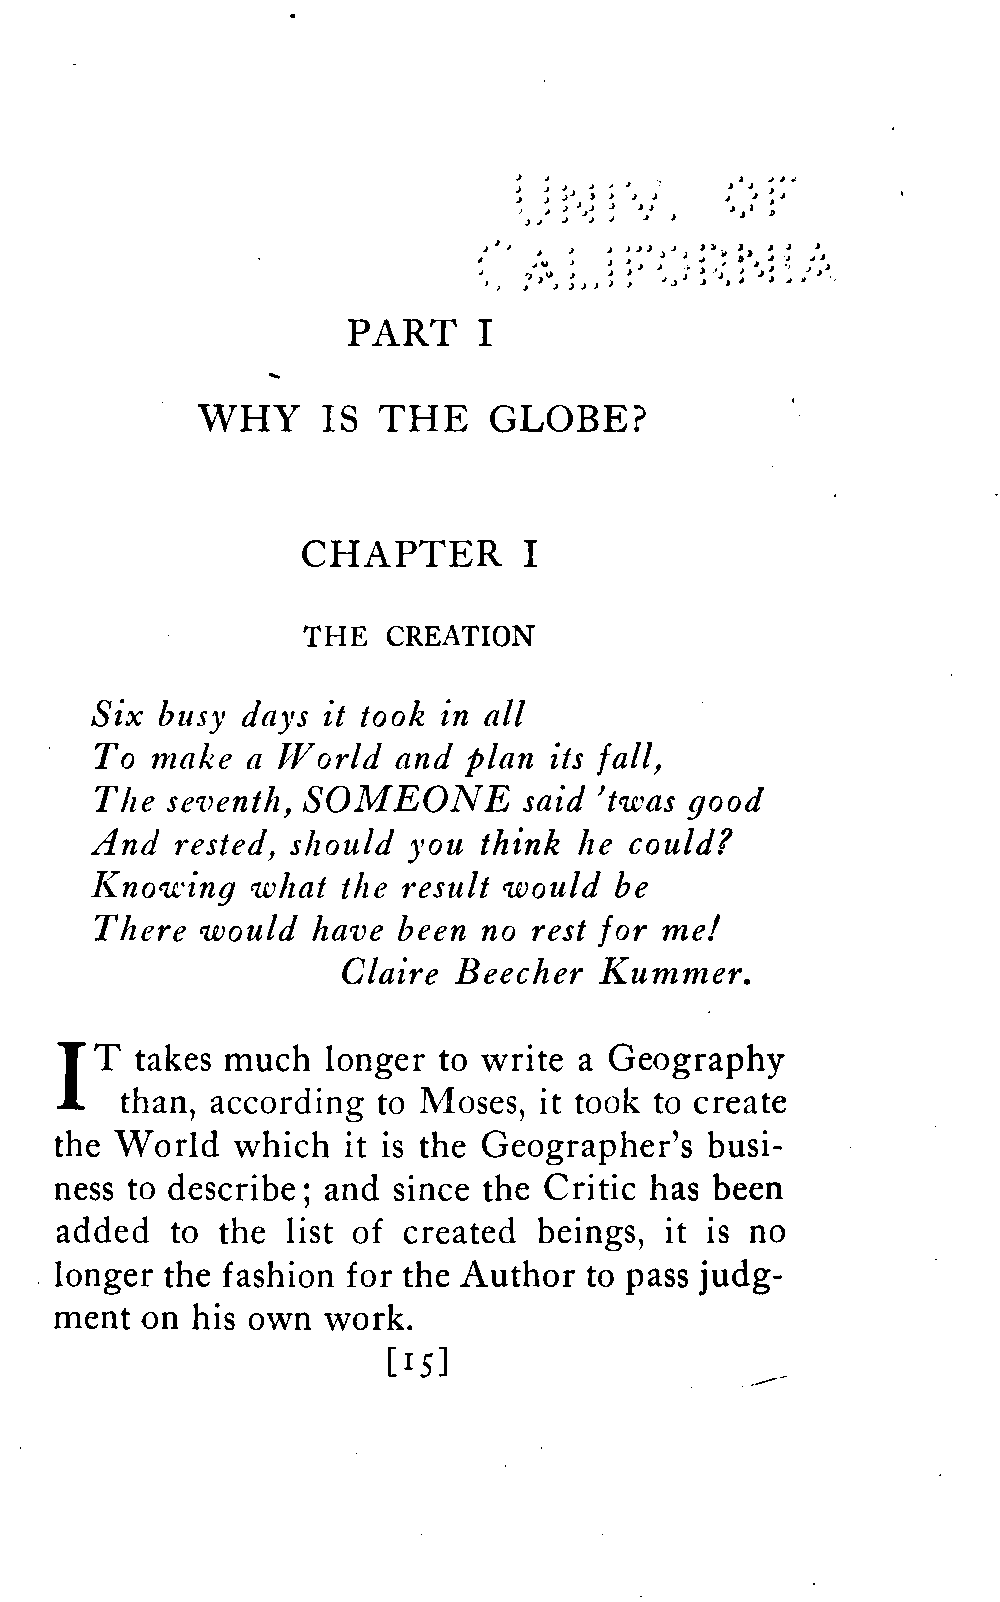 UNIV. OF
CALIFORNIA
PART I
WHY IS THE GLOBE?
CHAPTER I
THE CREATION
Six busy days it took in all
To make a World and plan its fall,
The seventh, SOMEONE said 'twas good
And rested, should you think he could?
Knowing what the result would be
There would have been no rest for me!
Claire Beecher Kummer.
IT takes much longer to write a Geography
than, according to Moses, it took to create
the World which it is the Geographer's busi-
ness to describe; and since the Critic has been
added to the list of created beings, it is no
longer the fashion for the Author to pass judg-
ment on his own work.
[15]